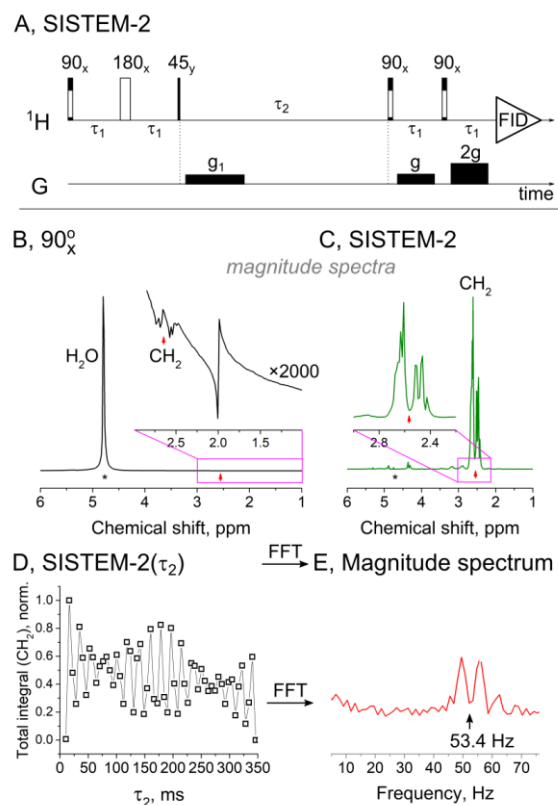 A, SISTEM-2
90x 180x 45y 90x 90x
¹H τ1 τ1 τ2 τ1 τ1 FID
G g1 g 2g
time
B, 90°x C, SISTEM-2
magnitude spectra
CH2
H2O
CH2
×2000
2.5 2.0 1.5
2.8 2.4
*
*
6 5 4 3 2 1
6 5 4 3 2 1
Chemical shift, ppm
Chemical shift, ppm
D, SISTEM-2(τ2) FFT E, Magnitude spectrum
Total integral (CH2), norm.
1.0
0.8
0.6
0.4
0.2
0.0
FFT
53.4 Hz
0 50 100 150 200 250 300 350
τ2, ms
10 20 30 40 50 60 70
Frequency, Hz